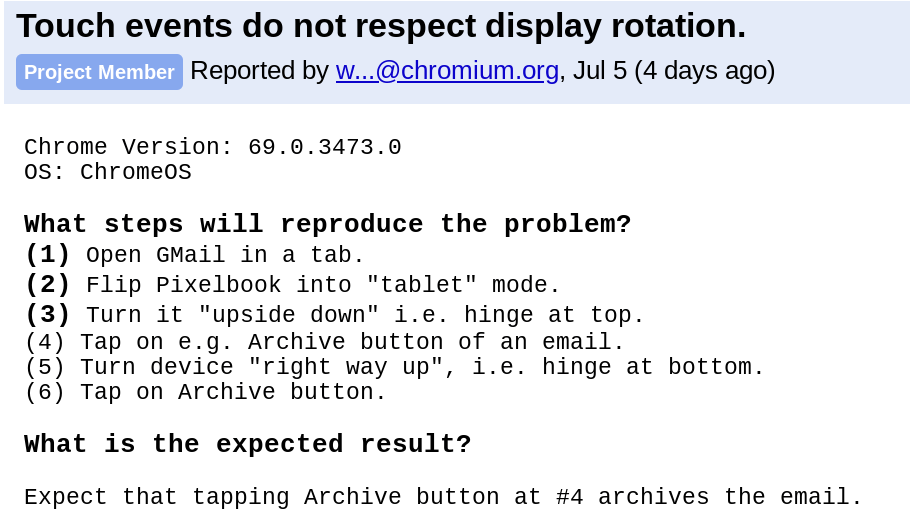 Touch events do not respect display rotation.
Project Member Reported by w...@chromium.org, Jul 5 (4 days ago)
Chrome Version: 69.0.3473.0
OS: ChromeOS
What steps will reproduce the problem?
(1) Open GMail in a tab.
(2) Flip Pixelbook into "tablet" mode.
(3) Turn it "upside down" i.e. hinge at top.
(4) Tap on e.g. Archive button of an email.
(5) Turn device "right way up", i.e. hinge at bottom.
(6) Tap on Archive button.
What is the expected result?
Expect that tapping Archive button at #4 archives the email.